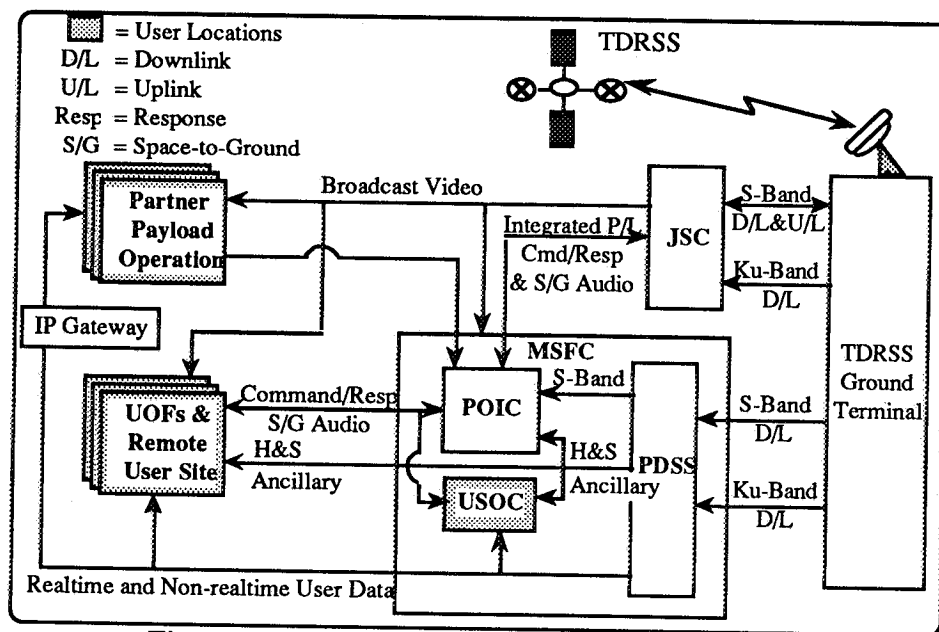 = User Locations
D/L = Downlink
U/L = Uplink
Resp = Response
S/G = Space-to-Ground
TDRSS
Broadcast Video
Partner
Payload
Operation
Integrated P/L
Cmd/Resp
& S/G Audio
JSC
S-Band
D/L&U/L
Ku-Band
D/L
IP Gateway
MSFC
TDRSS
Ground
Terminal
UOFs &
Remote
User Site
Command/Resp
S/G Audio
H&S
Ancillary
POIC
S-Band
H&S
Ancillary
USOC
PDSS
S-Band
D/L
Ku-Band
D/L
Realtime and Non-realtime User Data